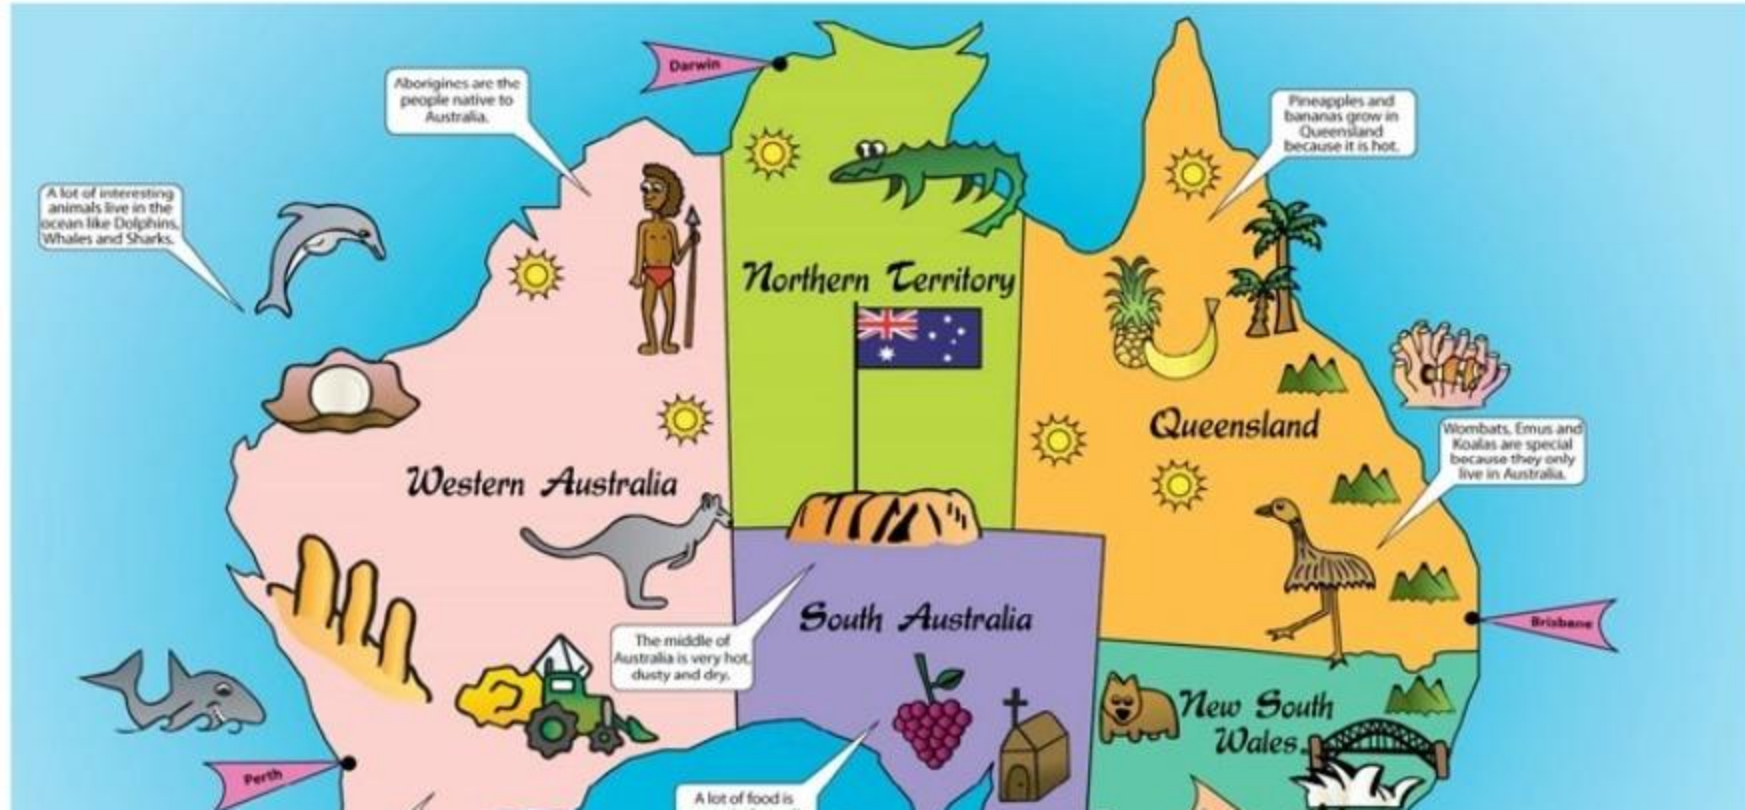 Darwin
Aborigines are the
people native to
Australia.
Pineapples and
bananas grow in
Queensland
because it is hot.
A lot of interesting
animals live in the
ocean like Dolphins,
Whales and Sharks.
Northern Territory
Queensland
Wombats, Emus and
Koalas are special
because they only
live in Australia.
Western Australia
South Australia
Brisbane
The middle of
Australia is very hot,
dusty and dry.
New South
Wales
Perth
A lot of food is